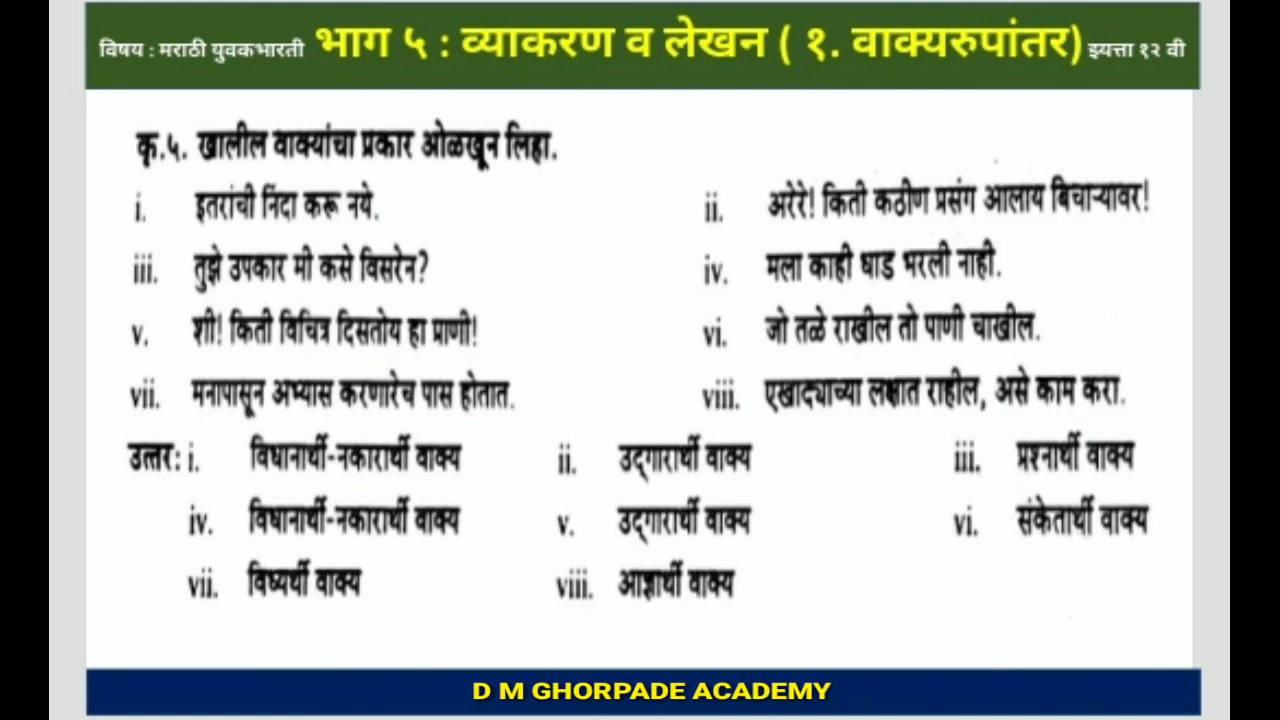 विषय : मराठी युवकभारती भाग ५ : व्याकरण व लेखन ( १. वाक्यरुपांतर) इयत्ता १२ वी
कृ.५. खालील वाक्यांचा प्रकार ओळखून लिहा.
i. इतरांची निंदा करू नये. ii. अरेरे! किती कठीण प्रसंग आलाय बिचाऱ्यावर!
iii. तुझे उपकार मी कसे विसरेन? iv. मला काही धाड भरली नाही.
v. शी! किती विचित्र दिसतोय हा प्राणी! vi. जो तळे राखील तो पाणी चाखील.
vii. मनापासून अभ्यास करणारेच पास होतात. viii. एखाद्याच्या लक्षात राहील, असे काम करा.
उत्तर: i. विधानार्थी-नकारार्थी वाक्य ii. उद्‌गारार्थी वाक्य iii. प्रश्नार्थी वाक्य
iv. विधानार्थी-नकारार्थी वाक्य v. उद्‌गारार्थी वाक्य vi. संकेतार्थी वाक्य
vii. विध्यर्थी वाक्य viii. आज्ञार्थी वाक्य
D M GHORPADE ACADEMY